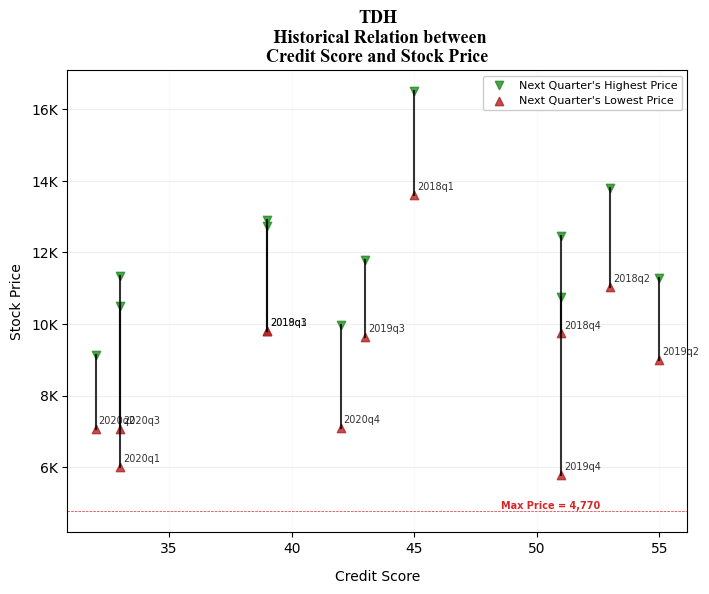 TDH
Historical Relation between
Credit Score and Stock Price
Next Quarter's Highest Price
Next Quarter's Lowest Price
16K
14K
12K
10K
8K
6K
Stock Price
2018q1
2018q2
2018q4
2019q3
2019q2
2020q3
2020q4
2020q1
2019q4
Max Price = 4,770
35
40
45
50
55
Credit Score